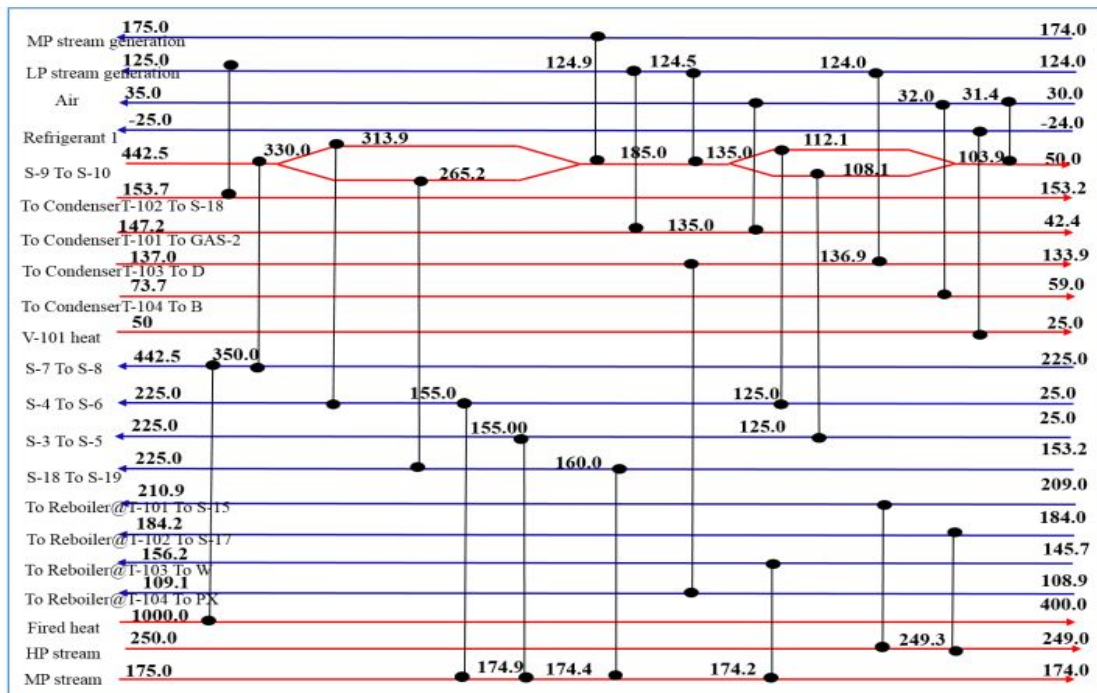 175.0 174.0
MP stream generation
125.0 124.9 124.5 124.0 124.0
LP stream generation
35.0 32.0 31.4 30.0
Air
-25.0 -24.0
Refrigerant 1
442.5 330.0 313.9 265.2 185.0 135.0 112.1 108.1 103.9 50.0
S-9 To S-10
153.7 153.2
To CondenserT-102 To S-18
147.2 135.0 42.4
To CondenserT-101 To GAS-2
137.0 136.9 133.9
To CondenserT-103 To D
73.7 59.0
To CondenserT-104 To B
50 25.0
V-101 heat
442.5 350.0 225.0
S-7 To S-8
225.0 155.0 125.0 25.0
S-4 To S-6
225.0 155.00 125.0 25.0
S-3 To S-5
225.0 160.0 153.2
S-18 To S-19
210.9 209.0
To Reboiler@T-101 To S-15
184.2 184.0
To Reboiler@T-102 To S-17
156.2 145.7
To Reboiler@T-103 To W
109.1 108.9
To Reboiler@T-104 To PX
1000.0 400.0
Fired heat
250.0 249.3 249.0
HP stream
175.0 174.9 174.4 174.2 174.0
MP stream